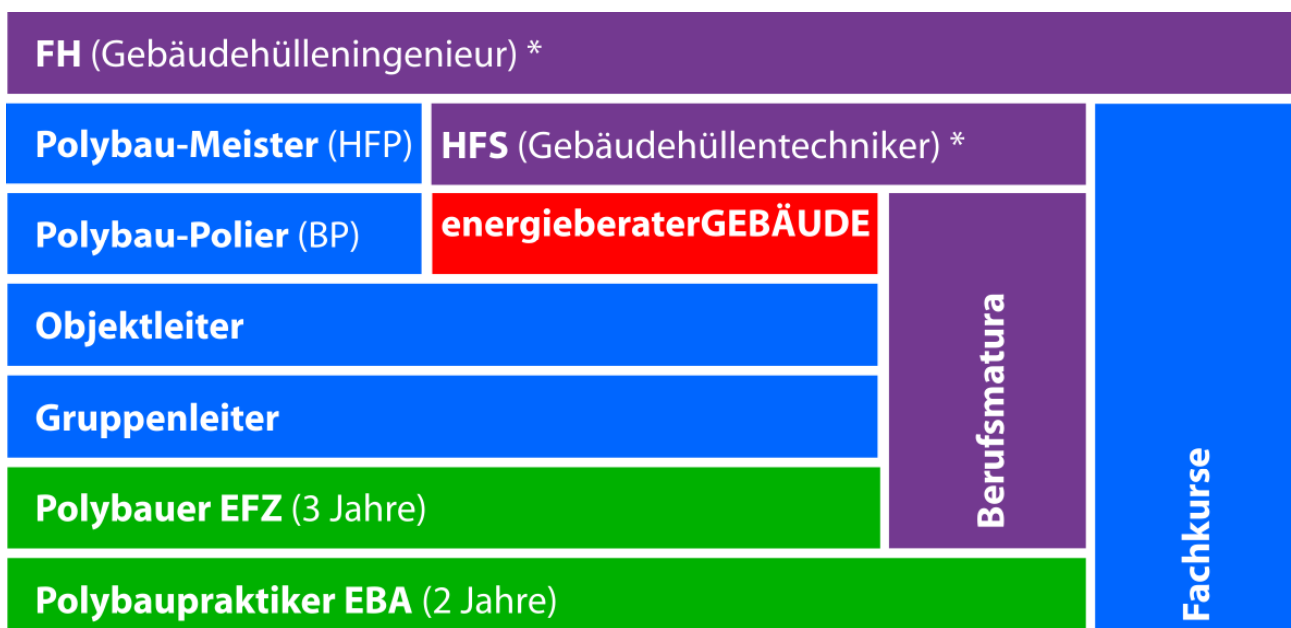 FH (Gebäudehülleningenieur) *
Polybau-Meister (HFP)
HFS (Gebäudehüllentechniker) *
Polybau-Polier (BP)
energieberaterGEBÄUDE
Objektleiter
Gruppenleiter
Polybauer EFZ (3 Jahre)
Polybaupraktiker EBA (2 Jahre)
Berufsmatura
Fachkurse